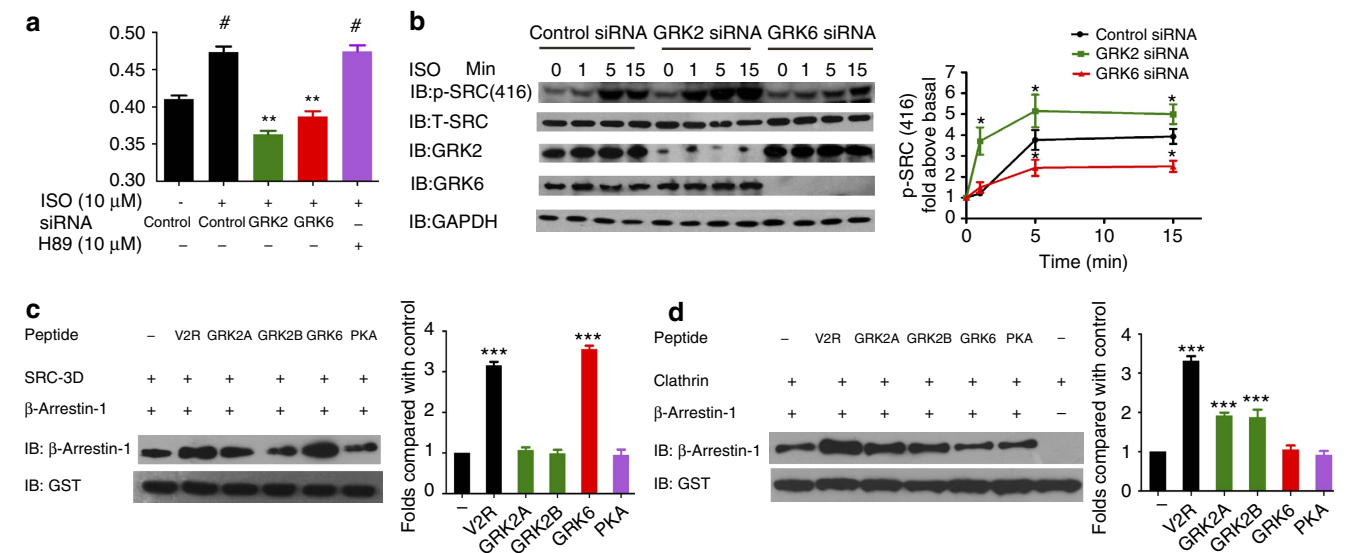 a
#
#
0.50
0.45
0.40
0.35
0.30
**
**
ISO (10 μM) - + + + +
siRNA Control Control GRK2 GRK6 –
H89 (10 μM) – – – – +
b
Control siRNA GRK2 siRNA GRK6 siRNA
ISO Min 0 1 5 15 0 1 5 15 0 1 5 15
IB:p-SRC(416)
IB:T-SRC
IB:GRK2
IB:GRK6
IB:GAPDH
Control siRNA
GRK2 siRNA
GRK6 siRNA
p-SRC (416)
fold above basal
7
6
5
4
3
2
1
0
*
*
*
*
*
0 5 10 15
Time (min)
c
Peptide – V2R GRK2A GRK2B GRK6 PKA
SRC-3D + + + + + +
β-Arrestin-1 + + + + + +
IB: β-Arrestin-1
IB: GST
Folds compared with control
4
3
2
1
0
***
***
– V2R GRK2A GRK2B GRK6 PKA
d
Peptide – V2R GRK2A GRK2B GRK6 PKA –
Clathrin + + + + + + +
β-Arrestin-1 + + + + + + –
IB: β-Arrestin-1
IB: GST
Folds compared with control
4
3
2
1
0
***
***
***
– V2R GRK2A GRK2B GRK6 PKA